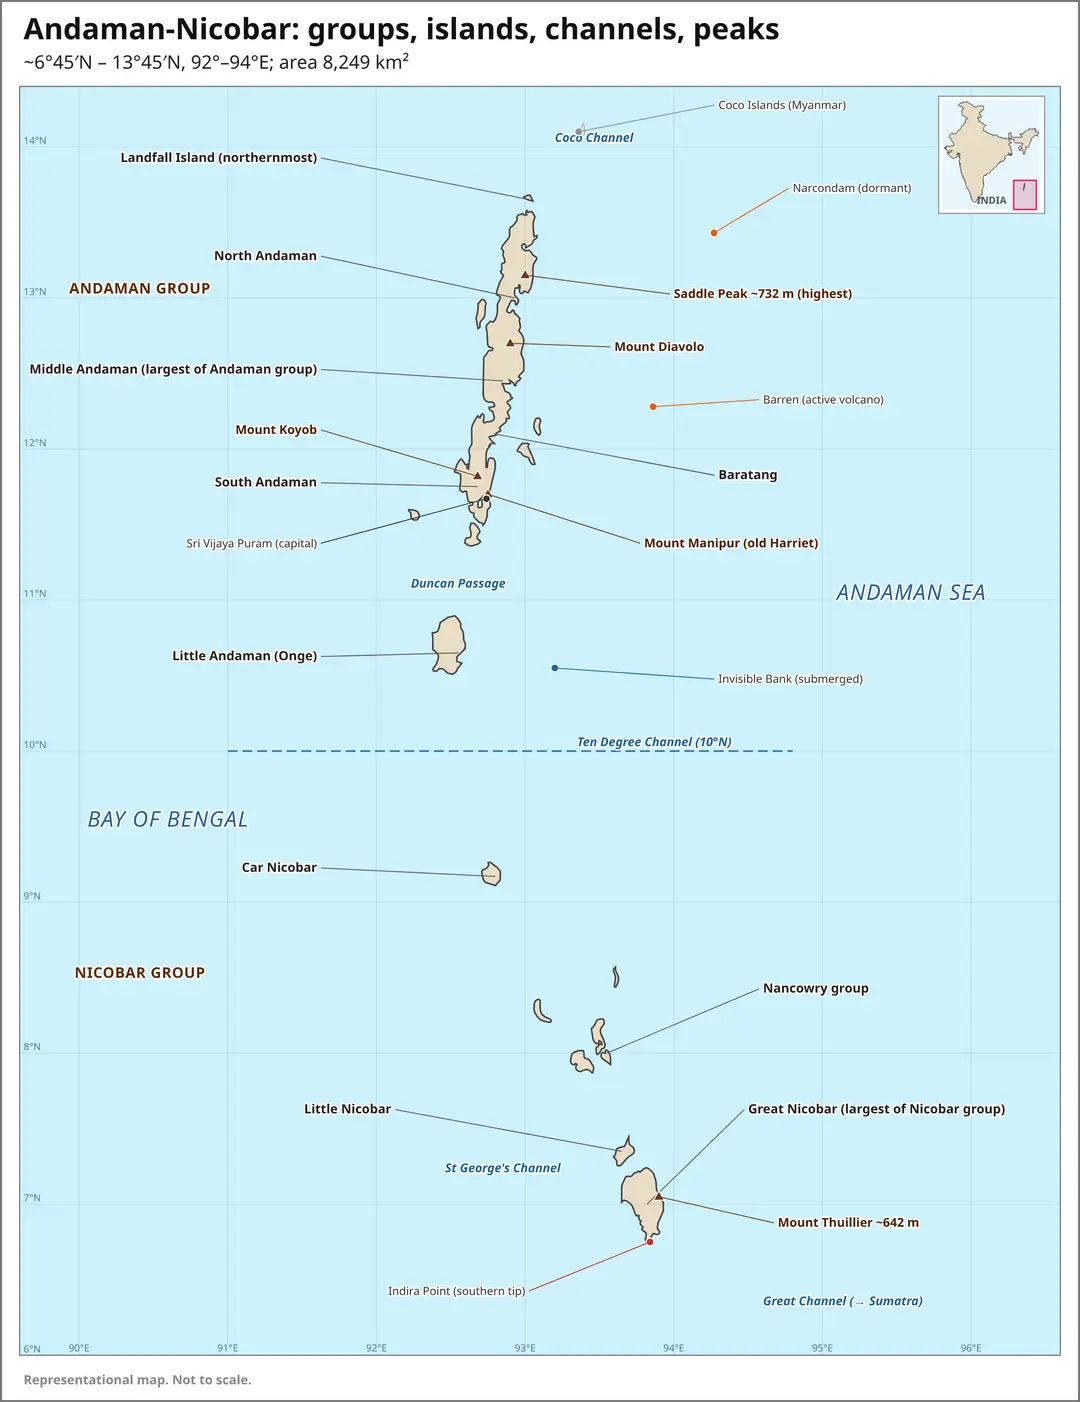 Andaman-Nicobar: groups, islands, channels, peaks
~6°45′N – 13°45′N, 92°–94°E; area 8,249 km²
Coco Islands (Myanmar)
Coco Channel
14°N
Landfall Island (northernmost)
Narcondam (dormant)
INDIA
North Andaman
ANDAMAN GROUP
13°N
Saddle Peak ~732 m (highest)
Mount Diavolo
Middle Andaman (largest of Andaman group)
Barren (active volcano)
Mount Koyob
12°N
Baratang
South Andaman
Sri Vijaya Puram (capital)
Mount Manipur (old Harriet)
Duncan Passage
11°N
ANDAMAN SEA
Little Andaman (Onge)
Invisible Bank (submerged)
10°N
Ten Degree Channel (10°N)
BAY OF BENGAL
Car Nicobar
9°N
NICOBAR GROUP
Nancowry group
8°N
Little Nicobar
Great Nicobar (largest of Nicobar group)
St George's Channel
7°N
Mount Thuillier ~642 m
Indira Point (southern tip)
Great Channel (→ Sumatra)
6°N
90°E
91°E
92°E
93°E
94°E
95°E
96°E
Representational map. Not to scale.